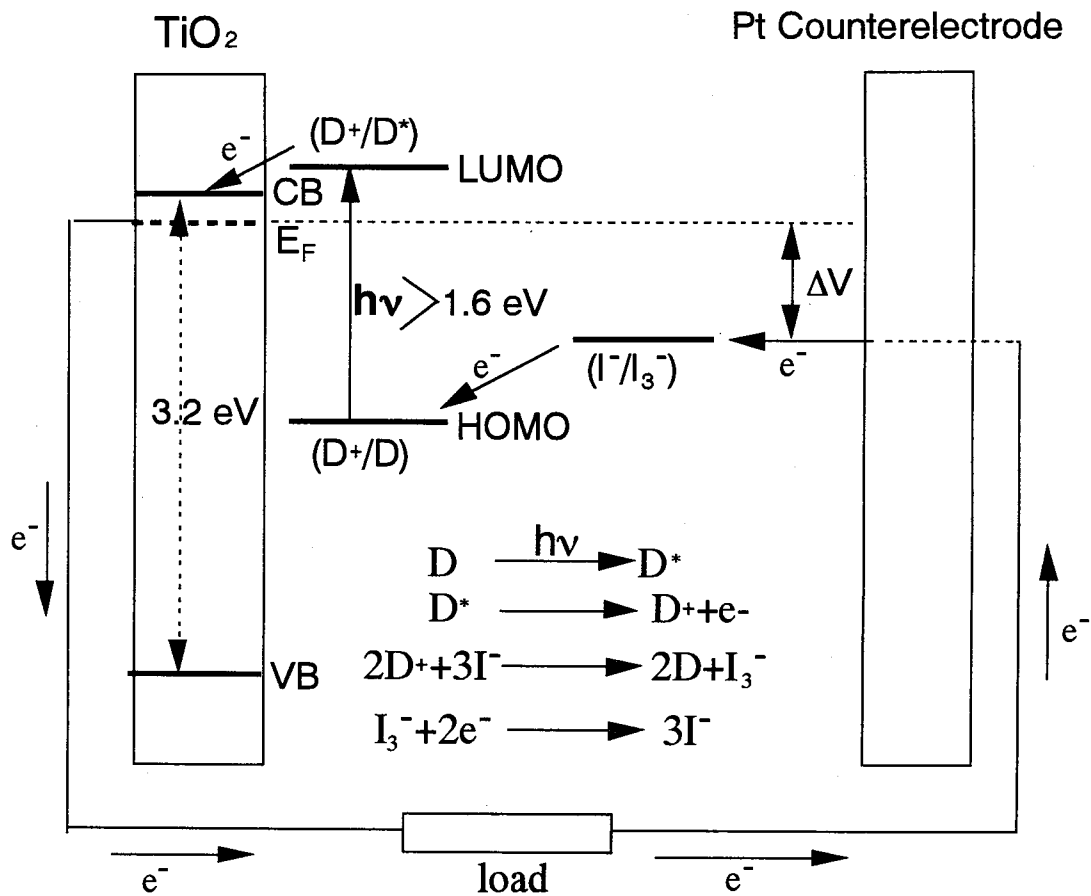 TiO₂
Pt Counterelectrode
(D⁺/D*)
e⁻
LUMO
CB
E_F
ΔV
hν > 1.6 eV
e⁻
e⁻
(I⁻/I₃⁻)
3.2 eV
HOMO
(D⁺/D)
e⁻
hν
D → D*
D* → D⁺+e-
e⁻
2D⁺+3I⁻ → 2D+I₃⁻
VB
I₃⁻+2e⁻ → 3I⁻
e⁻
load
e⁻